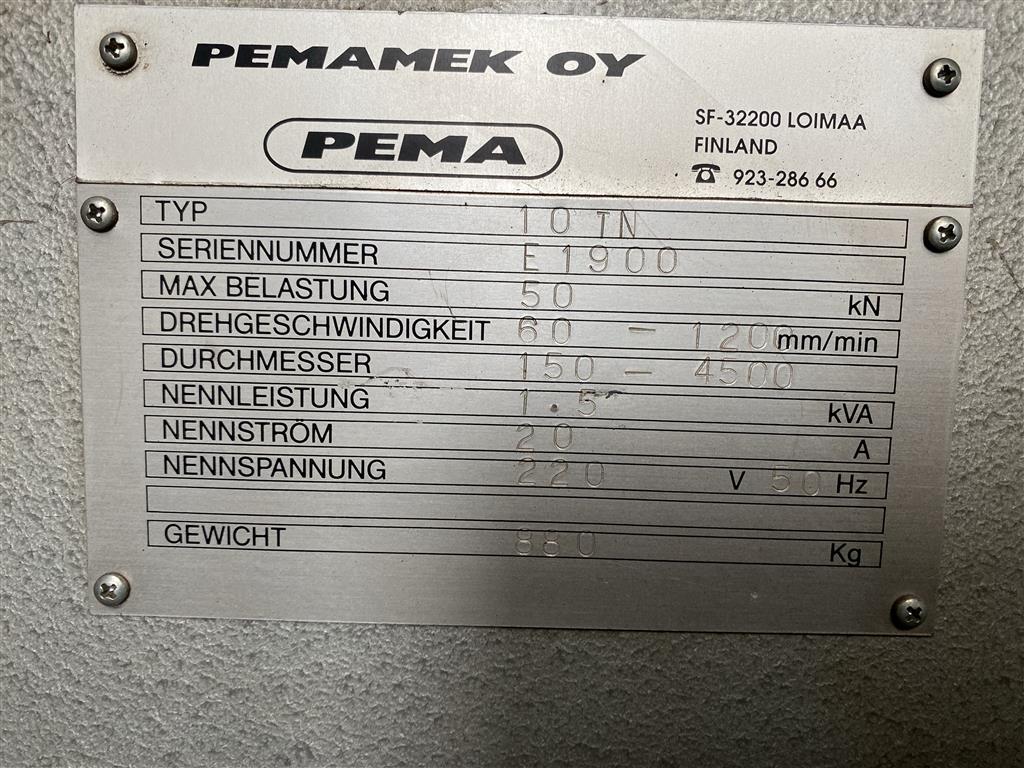 PEMAMEK OY
PEMA
SF-32200 LOIMAA
FINLAND
☎ 923-286 66
TYP 10 TN
SERIENNUMMER E1900
MAX BELASTUNG 50 kN
DREHGESCHWINDIGKEIT 60 - 1200 mm/min
DURCHMESSER 150 - 4500
NENNLEISTUNG 1.5 kVA
NENNSTRÖM 20 A
NENNSPANNUNG 220 V 50 Hz
GEWICHT 880 Kg